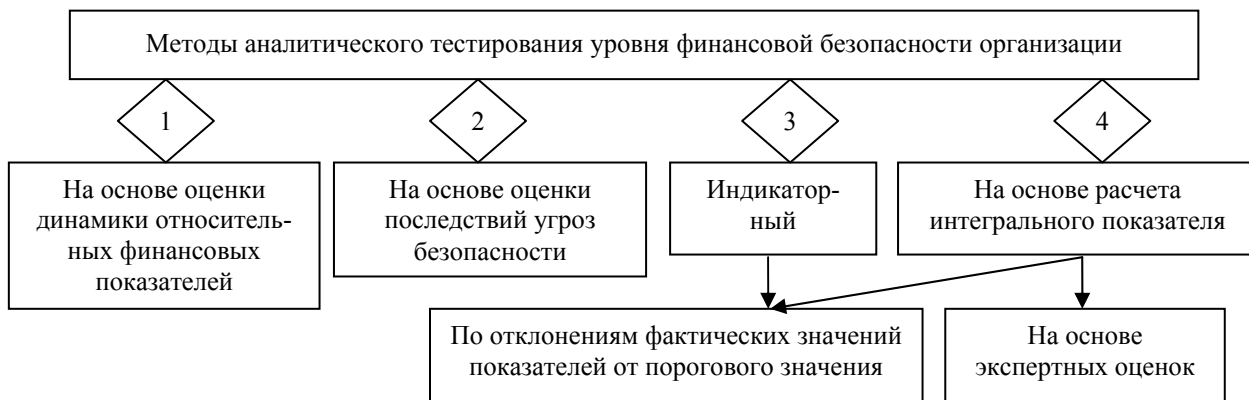 Методы аналитического тестирования уровня финансовой безопасности организации
1
2
3
4
На основе оценки
динамики относитель-
ных финансовых
показателей
На основе оценки
последствий угроз
безопасности
Индикатор-
ный
На основе расчета
интегрального показателя
По отклонениям фактических значений
показателей от порогового значения
На основе
экспертных оценок